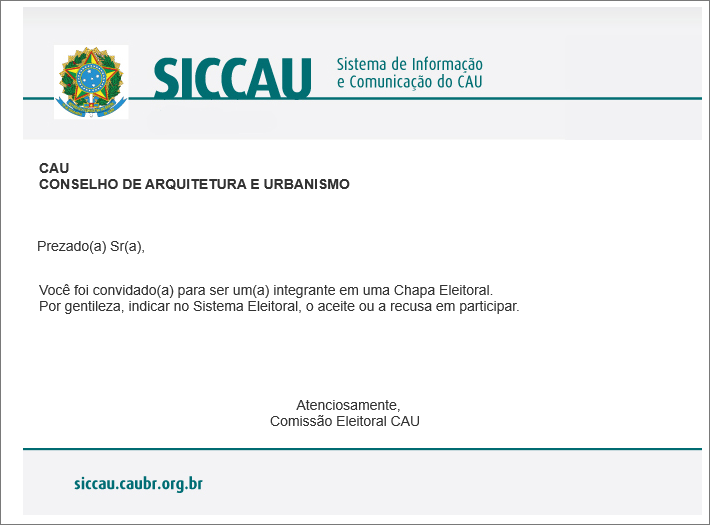 SICCAU
Sistema de Informação
e Comunicação do CAU
CAU
CONSELHO DE ARQUITETURA E URBANISMO
Prezado(a) Sr(a),
Você foi convidado(a) para ser um(a) integrante em uma Chapa Eleitoral.
Por gentileza, indicar no Sistema Eleitoral, o aceite ou a recusa em participar.
Atenciosamente,
Comissão Eleitoral CAU
siccau.caubr.org.br